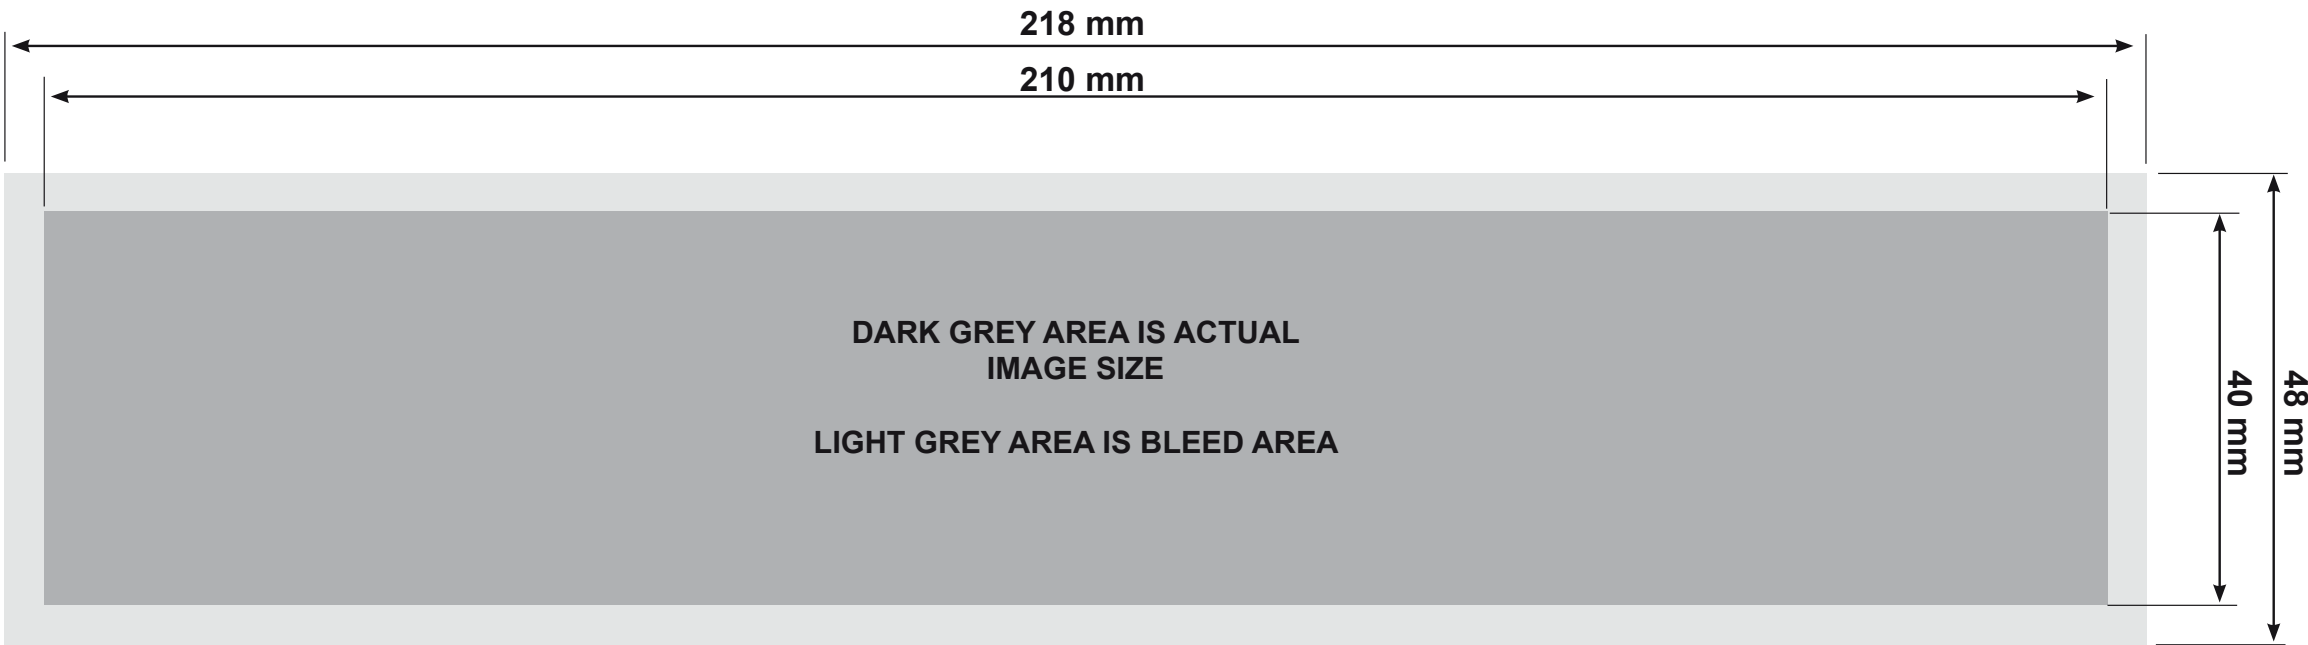 218 mm
210 mm
DARK GREY AREA IS ACTUAL
IMAGE SIZE
LIGHT GREY AREA IS BLEED AREA
40 mm
48 mm